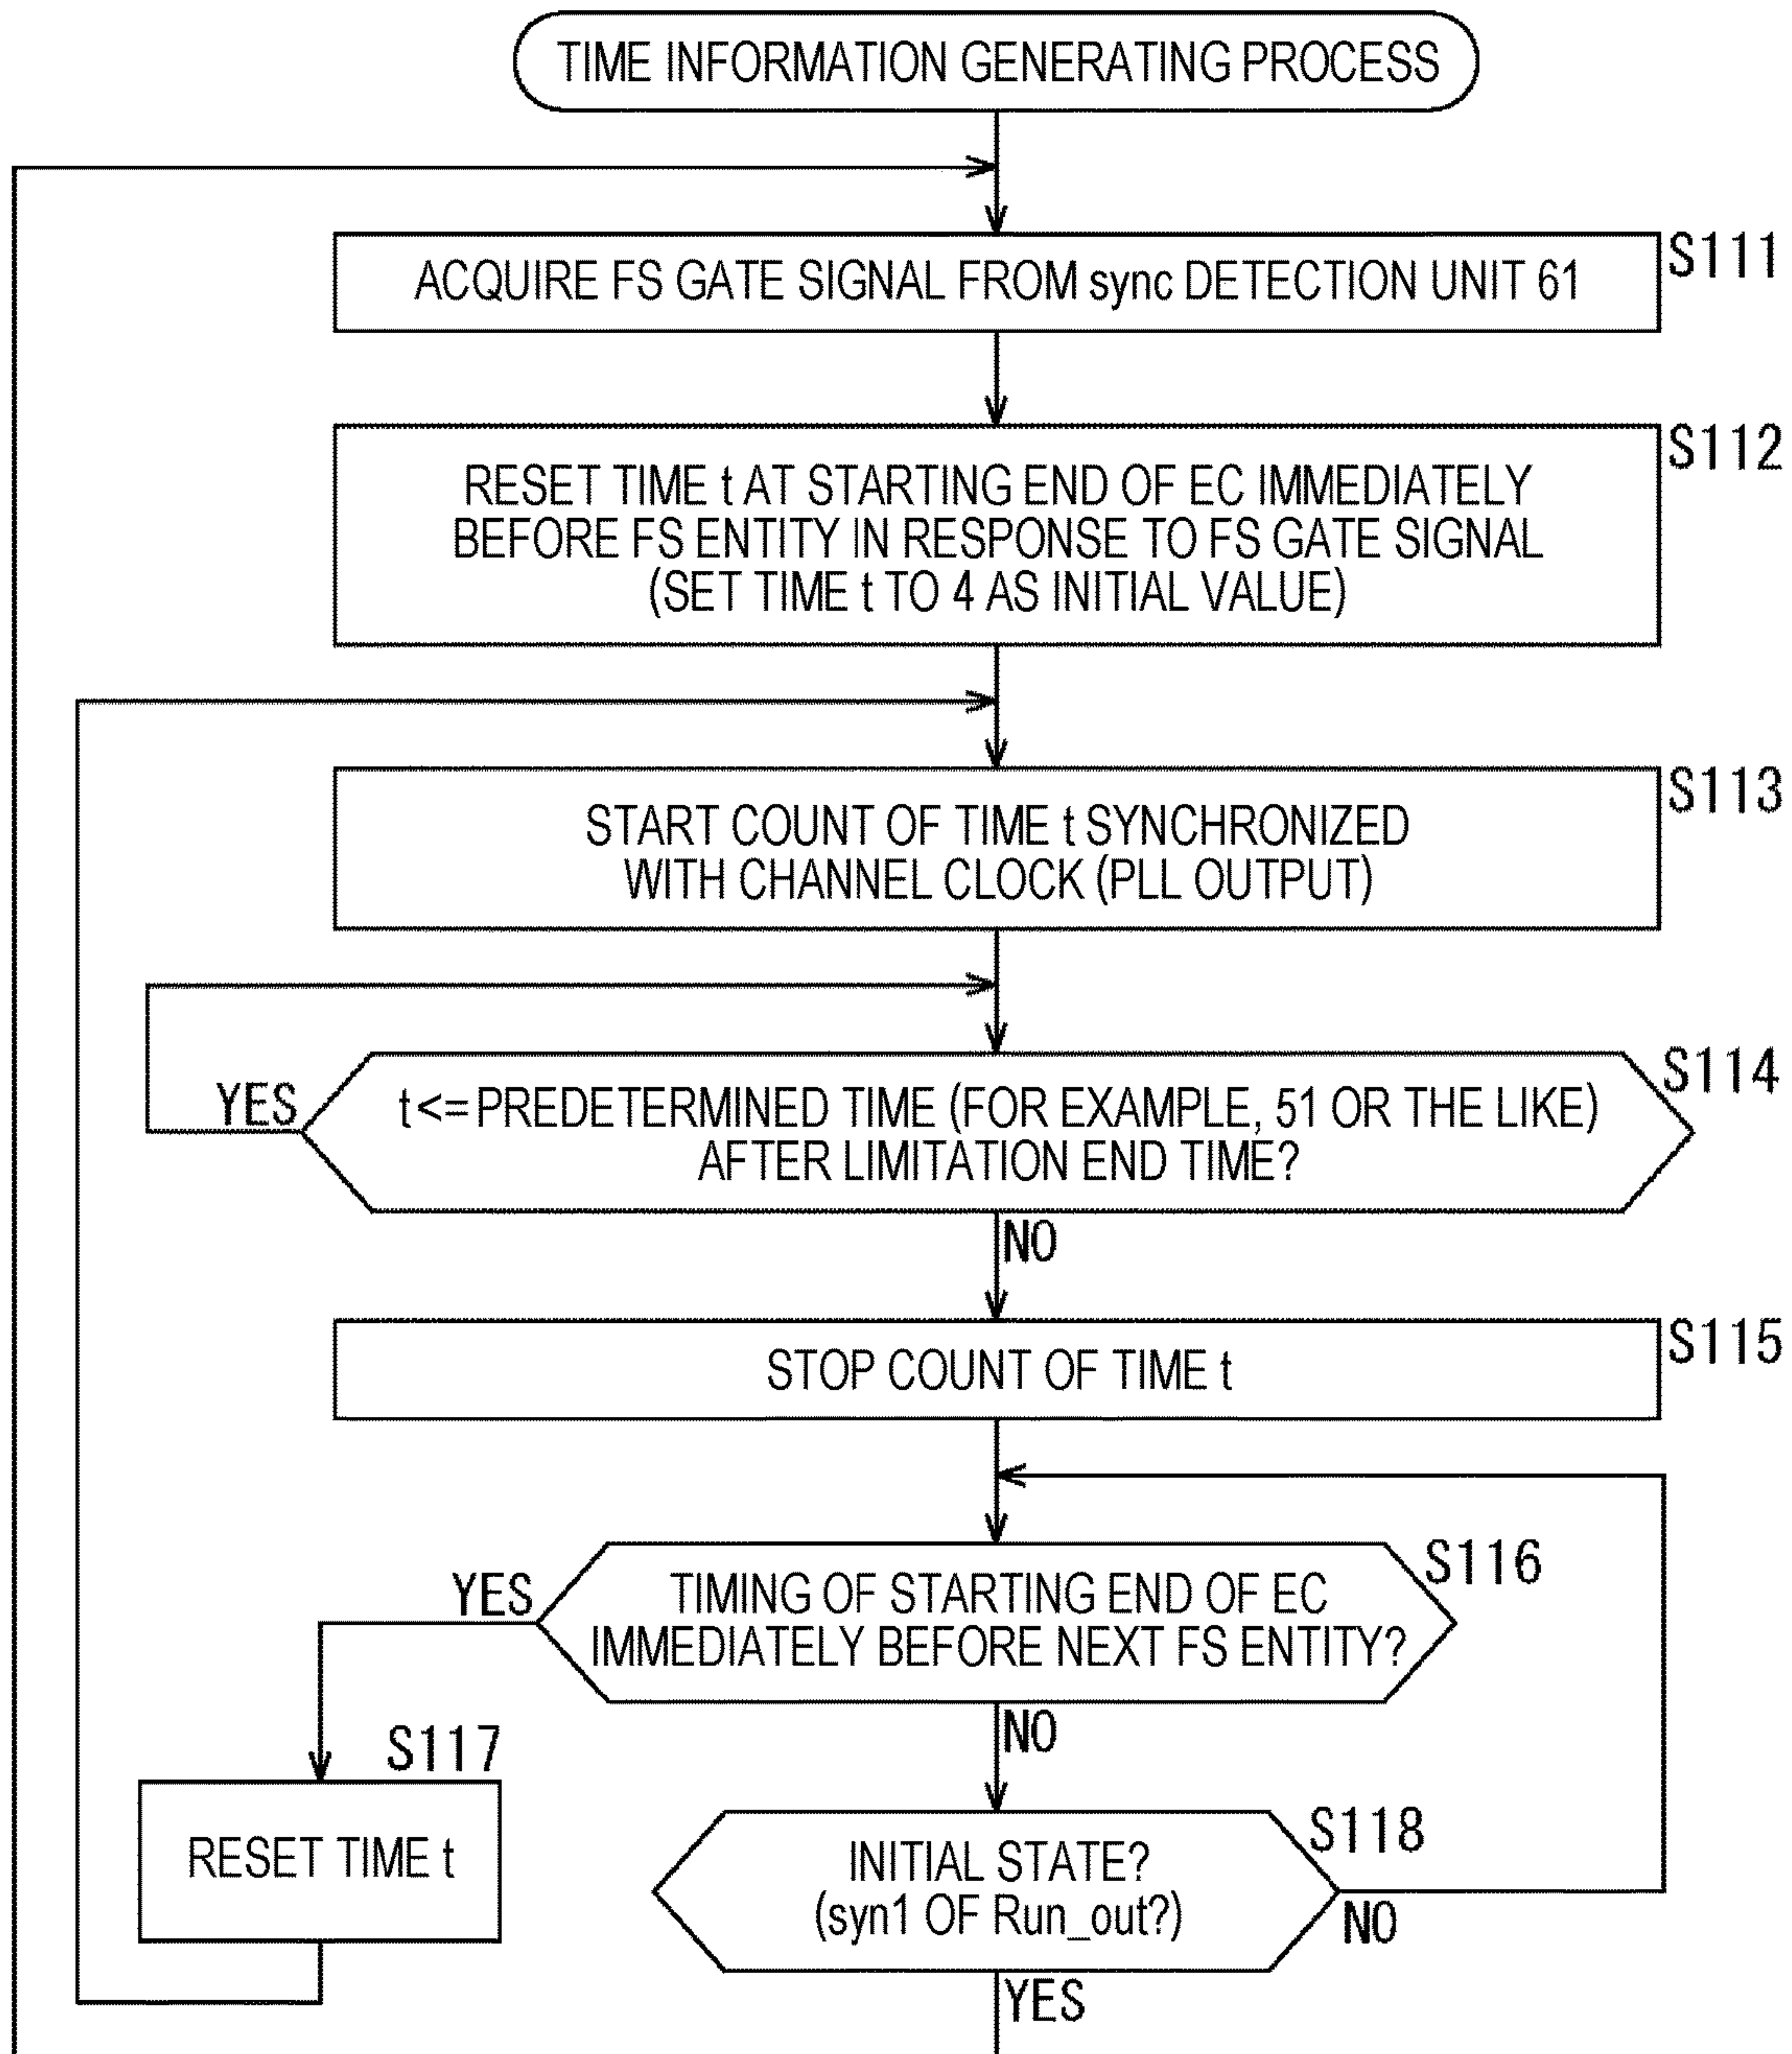 TIME INFORMATION GENERATING PROCESS
S111
ACQUIRE FS GATE SIGNAL FROM sync DETECTION UNIT 61
S112
RESET TIME t AT STARTING END OF EC IMMEDIATELY
BEFORE FS ENTITY IN RESPONSE TO FS GATE SIGNAL
(SET TIME t TO 4 AS INITIAL VALUE)
S113
START COUNT OF TIME t SYNCHRONIZED
WITH CHANNEL CLOCK (PLL OUTPUT)
S114
YES
t <= PREDETERMINED TIME (FOR EXAMPLE, 51 OR THE LIKE)
AFTER LIMITATION END TIME?
NO
S115
STOP COUNT OF TIME t
S116
YES
TIMING OF STARTING END OF EC
IMMEDIATELY BEFORE NEXT FS ENTITY?
NO
S117
RESET TIME t
S118
INITIAL STATE?
(syn1 OF Run_out?)
NO
YES